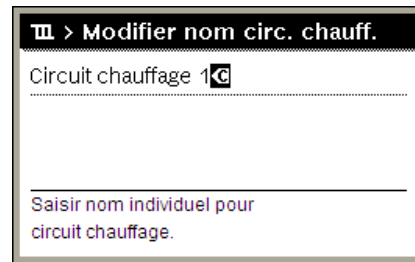 > Modifier nom circ. chauff.
Circuit chauffage 1C
Saisir nom individuel pour
circuit chauffage.